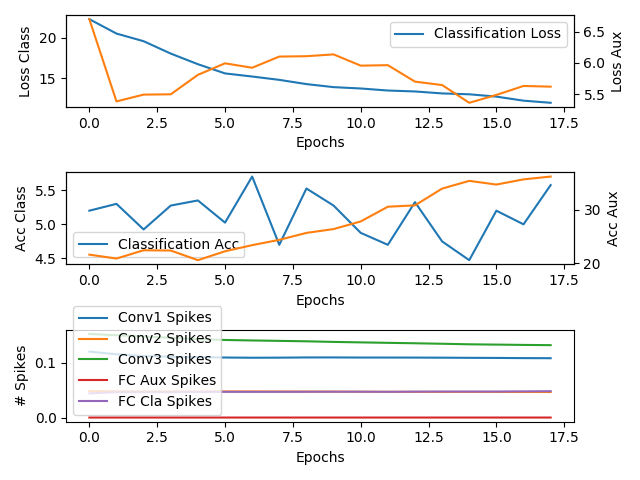 Loss Class
20
15
Classification Loss
6.5
6.0
5.5
Loss Aux
0.0 2.5 5.0 7.5 10.0 12.5 15.0 17.5
Epochs
Acc Class
5.5
5.0
4.5
Classification Acc
30
20
Acc Aux
0.0 2.5 5.0 7.5 10.0 12.5 15.0 17.5
Epochs
# Spikes
0.1
0.0
Conv1 Spikes
Conv2 Spikes
Conv3 Spikes
FC Aux Spikes
FC Cla Spikes
0.0 2.5 5.0 7.5 10.0 12.5 15.0 17.5
Epochs